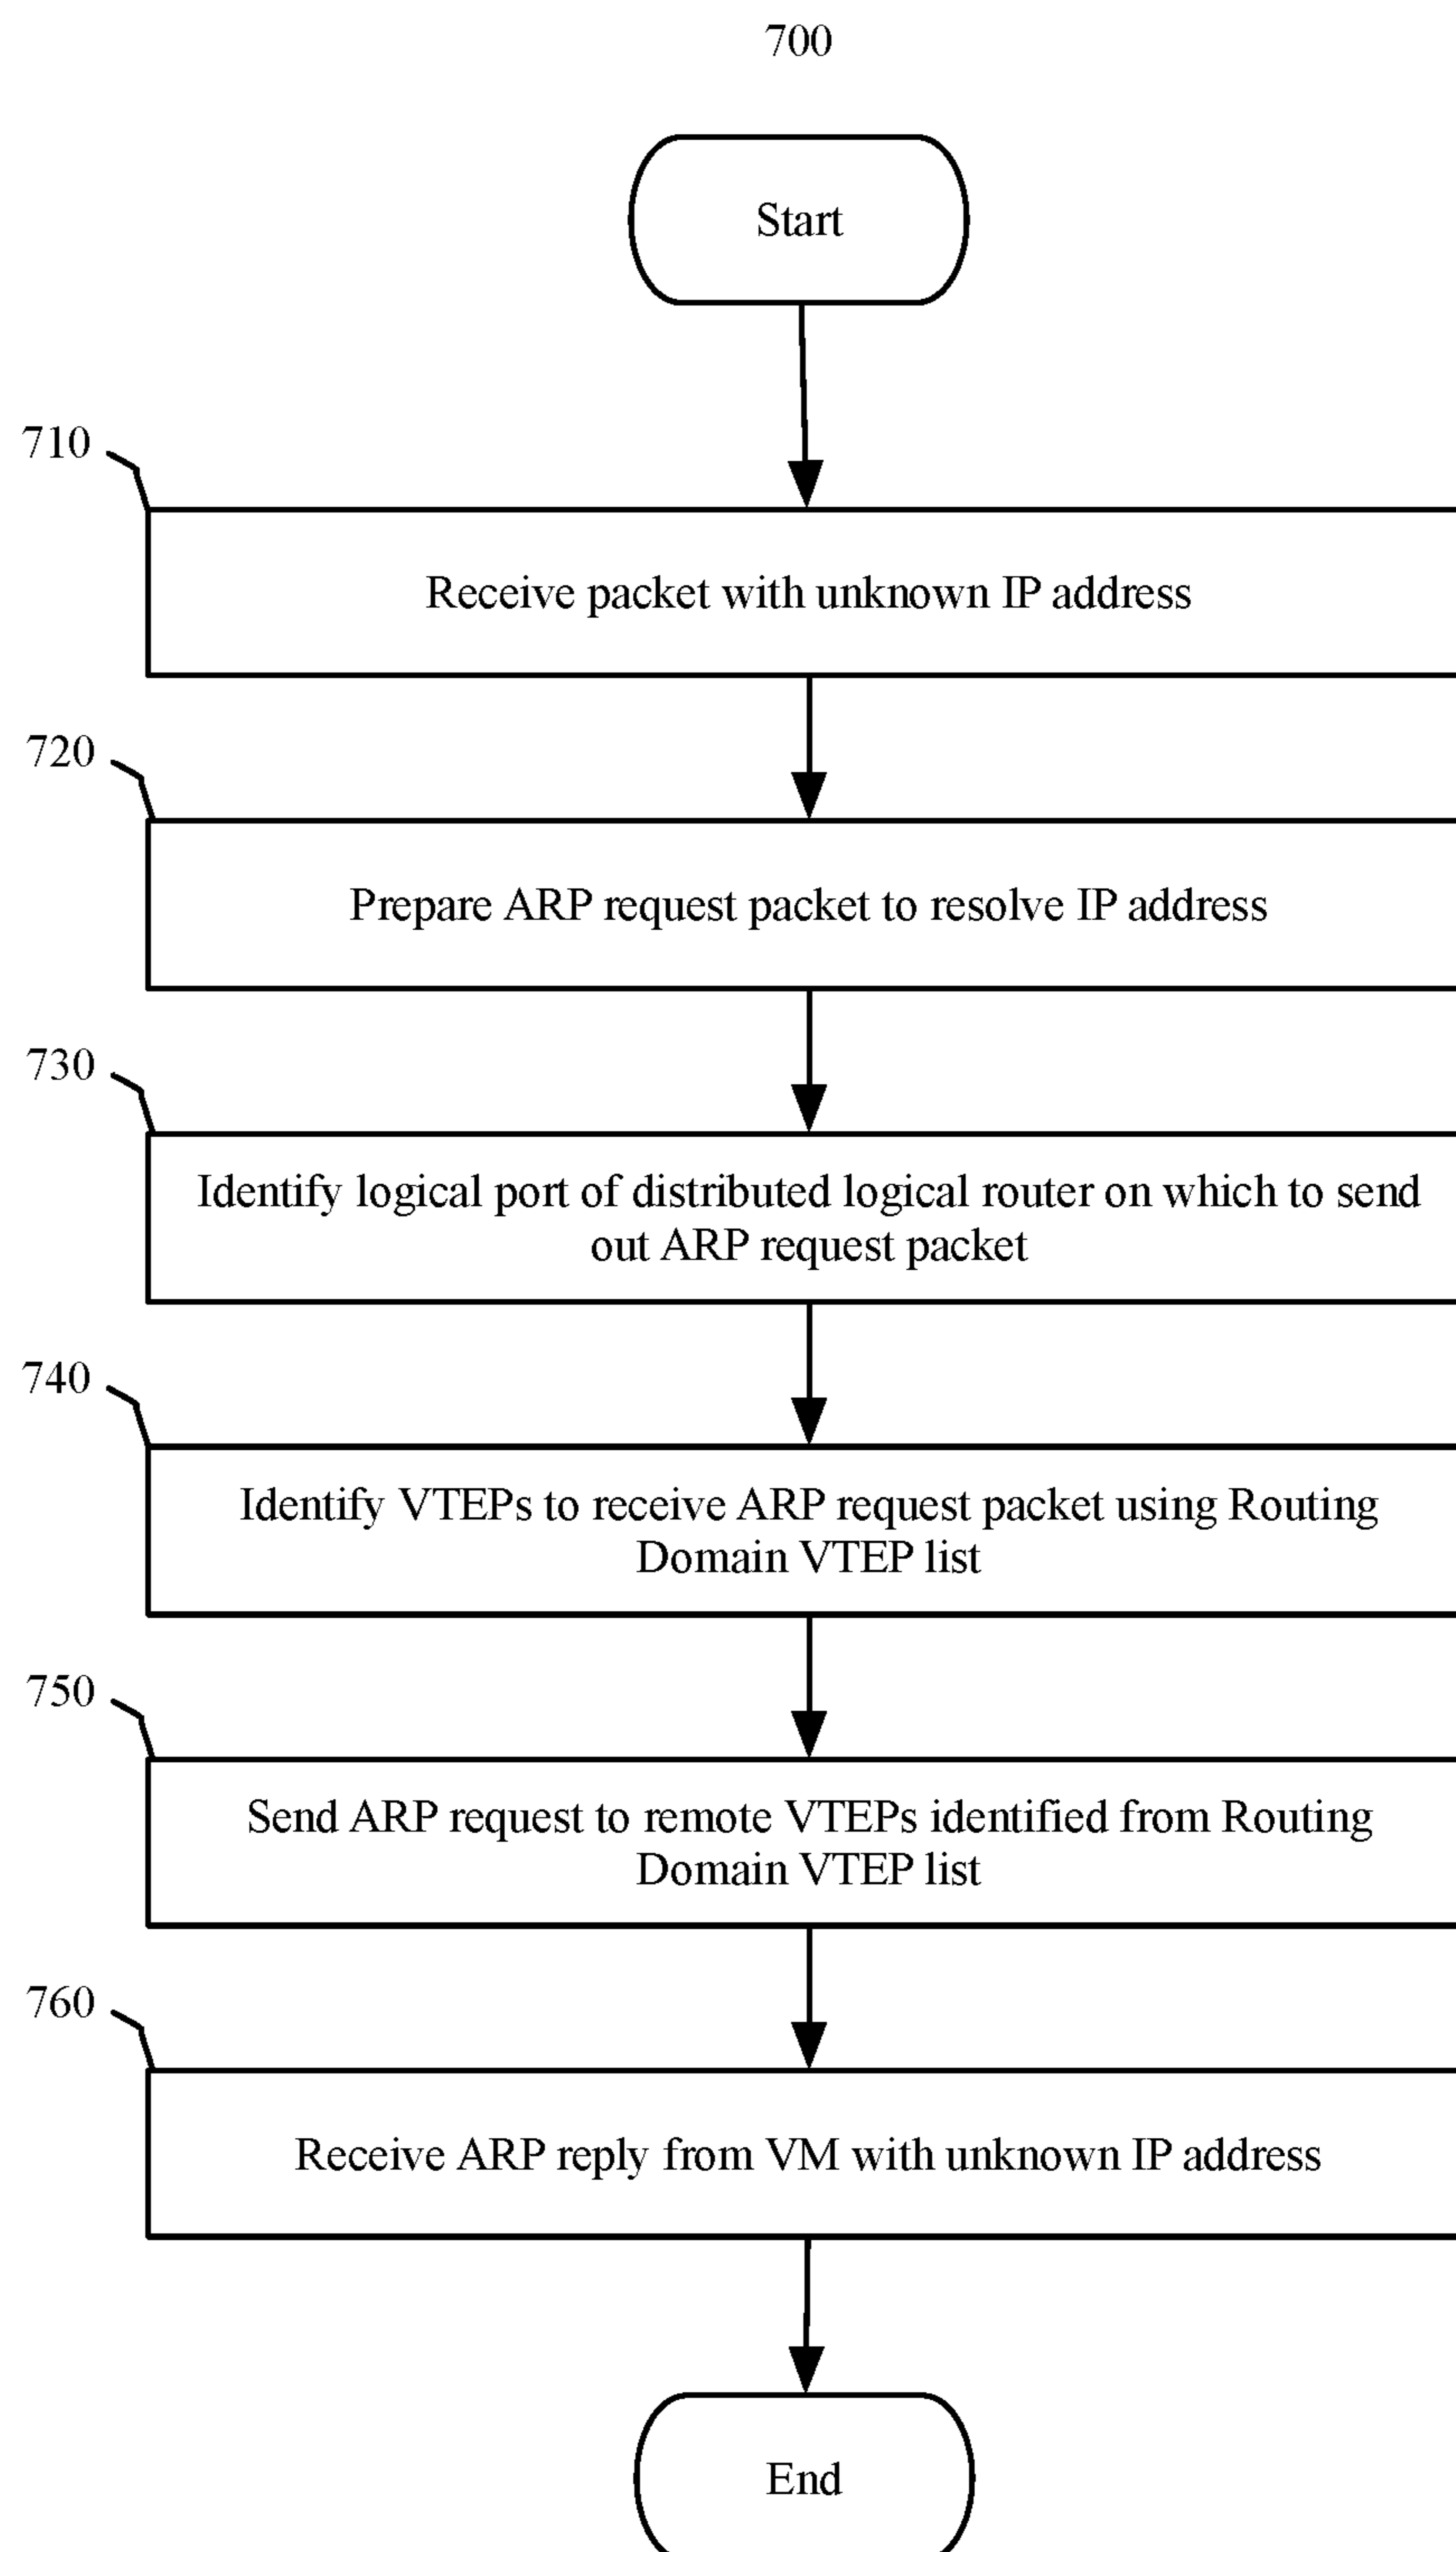 700
Start
710
Receive packet with unknown IP address
720
Prepare ARP request packet to resolve IP address
730
Identify logical port of distributed logical router on which to send
out ARP request packet
740
Identify VTEPs to receive ARP request packet using Routing
Domain VTEP list
750
Send ARP request to remote VTEPs identified from Routing
Domain VTEP list
760
Receive ARP reply from VM with unknown IP address
End